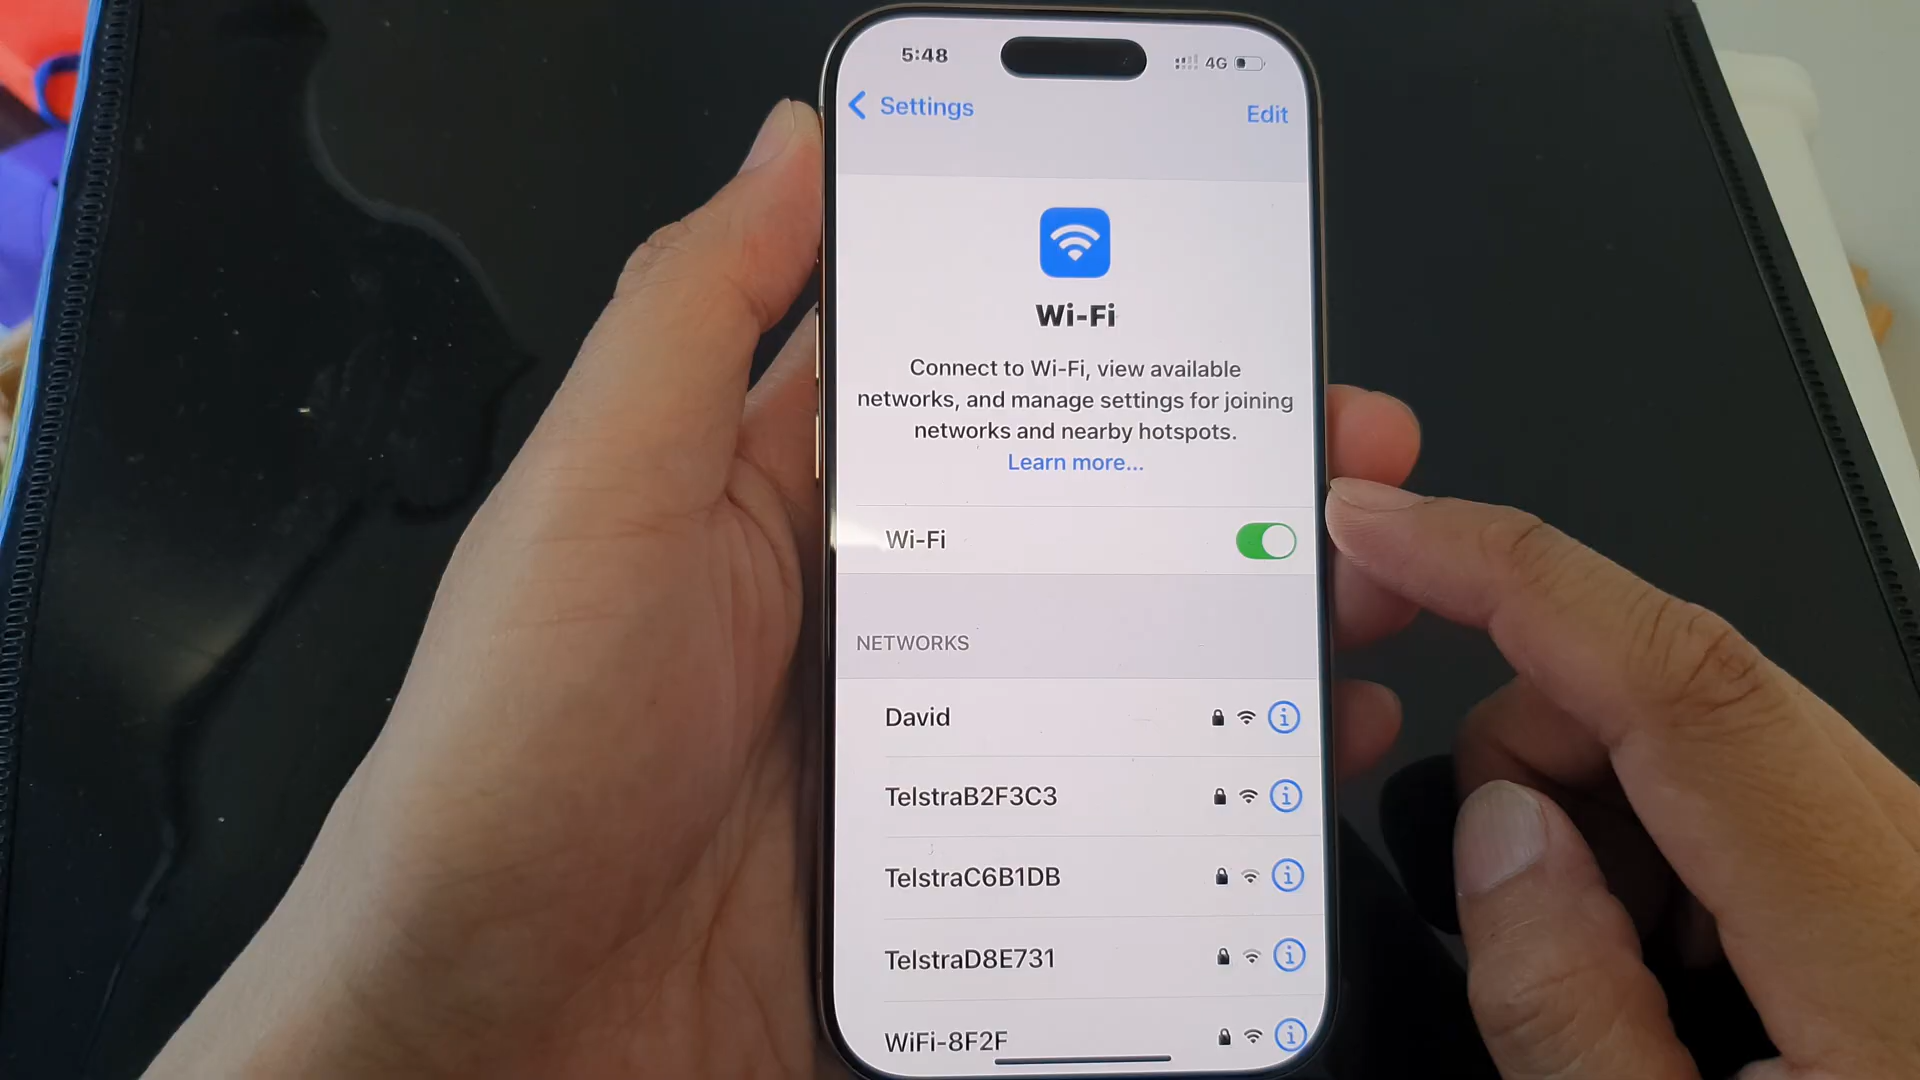 5:48
4G
Settings
Edit
Wi-Fi
Connect to Wi-Fi, view available
networks, and manage settings for joining
networks and nearby hotspots.
Learn more...
Wi-Fi
NETWORKS
David
TelstraB2F3C3
TelstraC6B1DB
TelstraD8E731
WiFi-8F2F